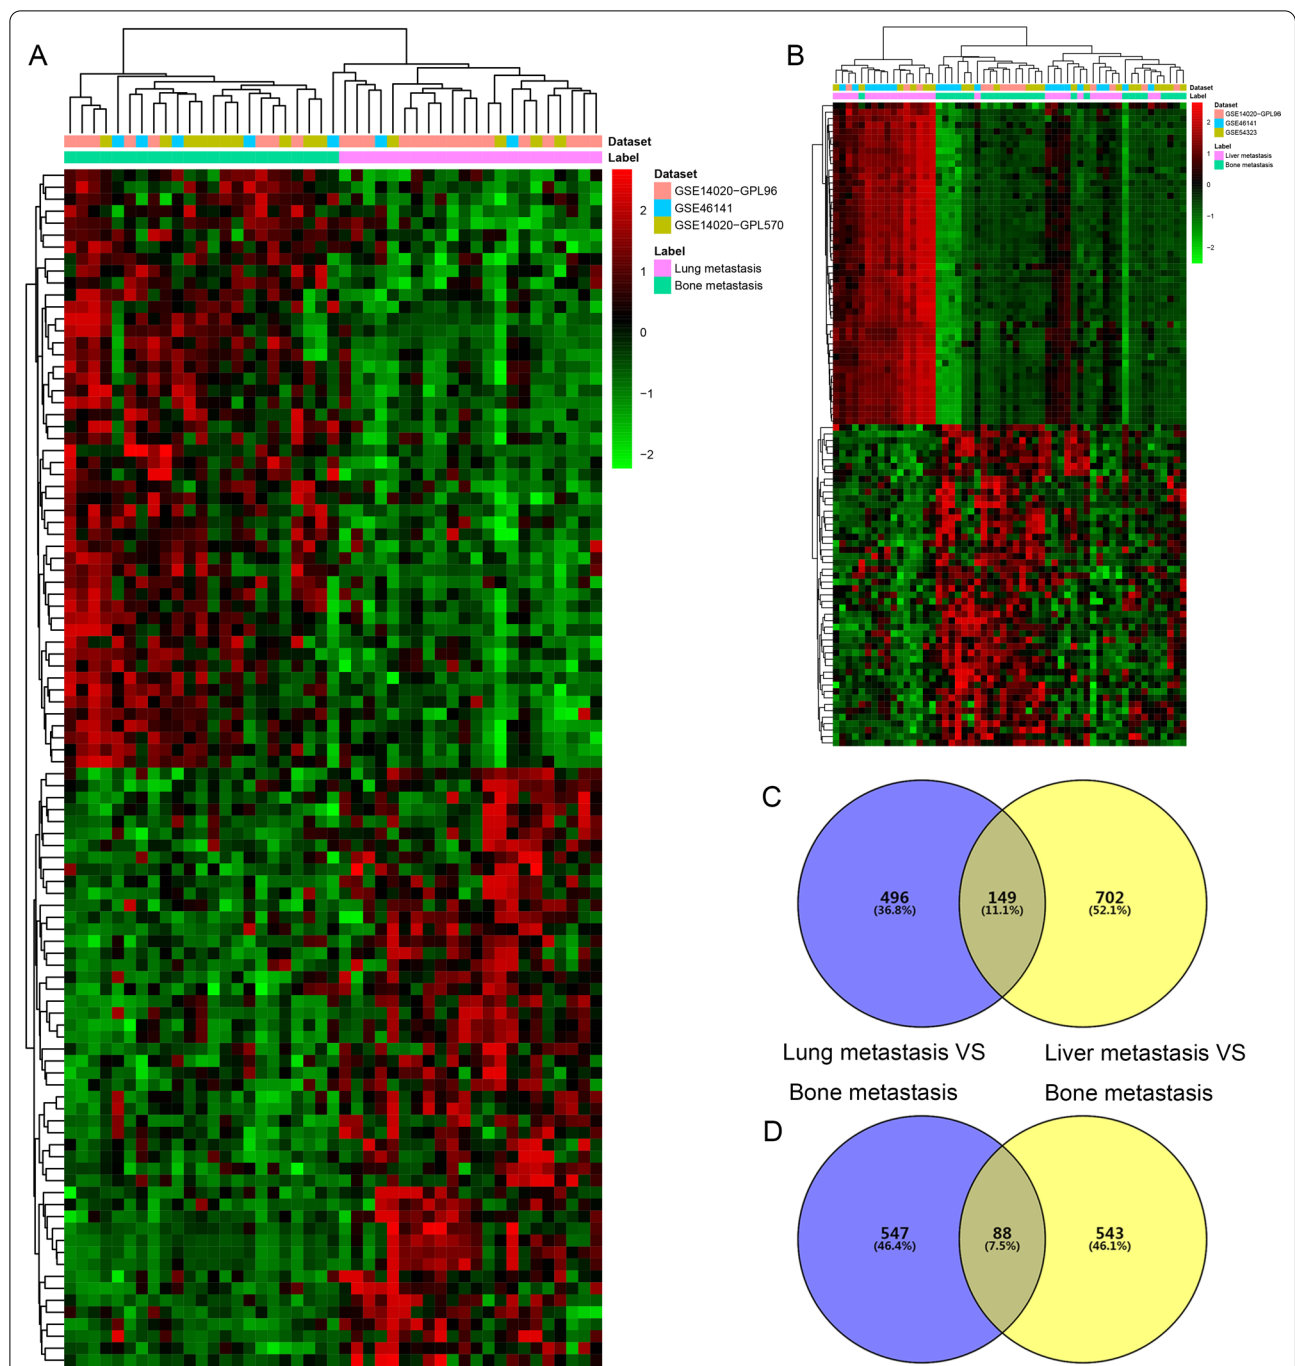 A
Dataset
Label
Dataset
GSE14020-GPL96
GSE46141
GSE14020-GPL570
Label
Lung metastasis
Bone metastasis
2
1
0
−1
−2
B
Dataset
Label
Dataset
GSE14020-GPL96
GSE46141
GSE54323
Label
Liver metastasis
Bone metastasis
2
1
0
−1
−2
C
496
(36.8%)
149
(11.1%)
702
(52.1%)
Lung metastasis VS
Bone metastasis
Liver metastasis VS
Bone metastasis
D
547
(46.4%)
88
(7.5%)
543
(46.1%)